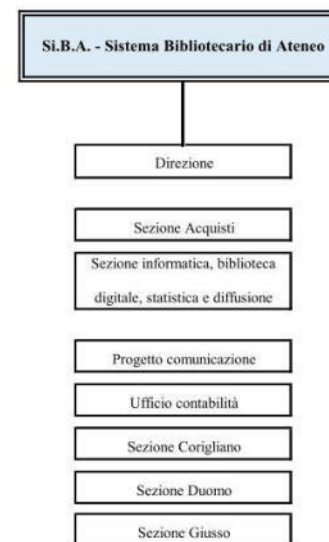 Si.B.A. - Sistema Bibliotecario di Ateneo
Direzione
Sezione Acquisti
Sezione informatica, biblioteca
digitale, statistica e diffusione
Progetto comunicazione
Ufficio contabilità
Sezione Corigliano
Sezione Duomo
Sezione Giusso